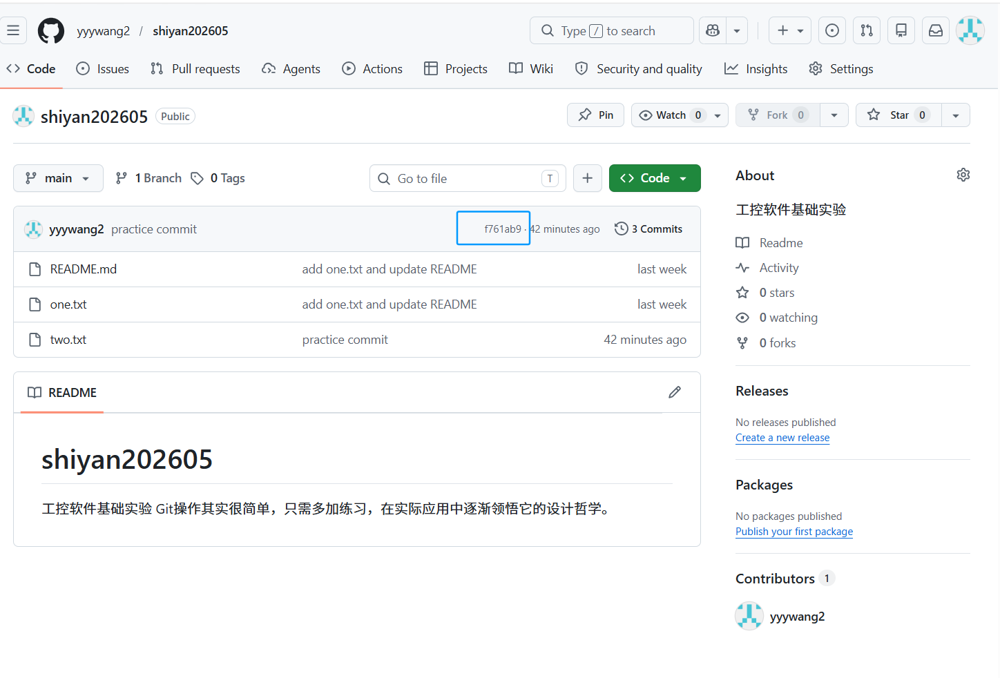 yyywang2 / shiyan202605
Type / to search
Code Issues Pull requests Agents Actions Projects Wiki Security and quality Insights Settings
shiyan202605 Public
Pin Watch 0 Fork 0 Star 0
main 1 Branch 0 Tags
Go to file T Code
yyywang2 practice commit f761ab9 · 42 minutes ago 3 Commits
README.md add one.txt and update README last week
one.txt add one.txt and update README last week
two.txt practice commit 42 minutes ago
README
shiyan202605
工控软件基础实验 Git操作其实很简单，只需多加练习，在实际应用中逐渐领悟它的设计哲学。
About
工控软件基础实验
Readme
Activity
0 stars
0 watching
0 forks
Releases
No releases published
Create a new release
Packages
No packages published
Publish your first package
Contributors 1
yyywang2